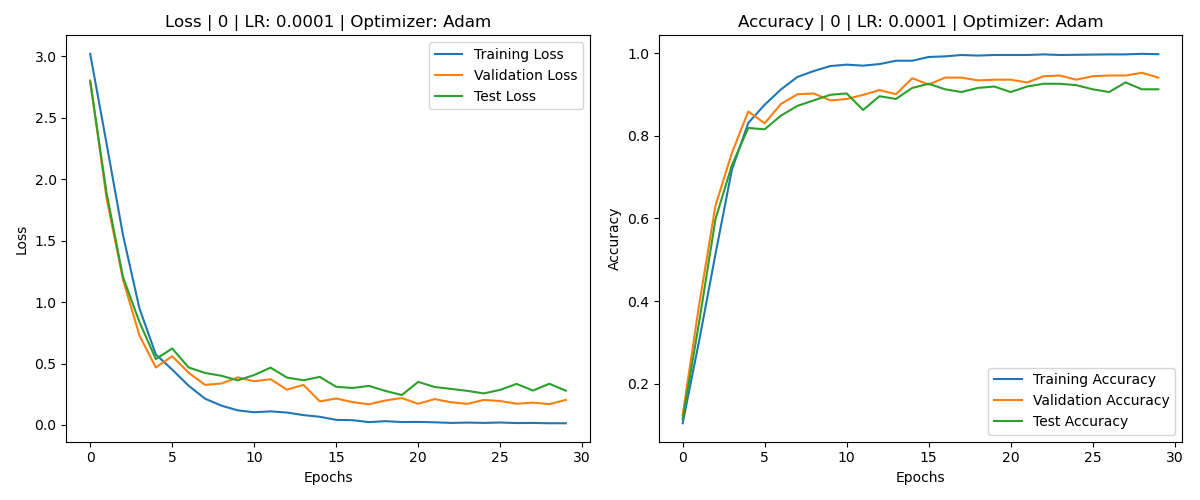 Loss | 0 | LR: 0.0001 | Optimizer: Adam
Training Loss
Validation Loss
Test Loss
3.0
2.5
2.0
1.5
1.0
0.5
0.0
Loss
0 5 10 15 20 25 30
Epochs
Accuracy | 0 | LR: 0.0001 | Optimizer: Adam
1.0
0.8
0.6
0.4
0.2
Accuracy
Training Accuracy
Validation Accuracy
Test Accuracy
0 5 10 15 20 25 30
Epochs